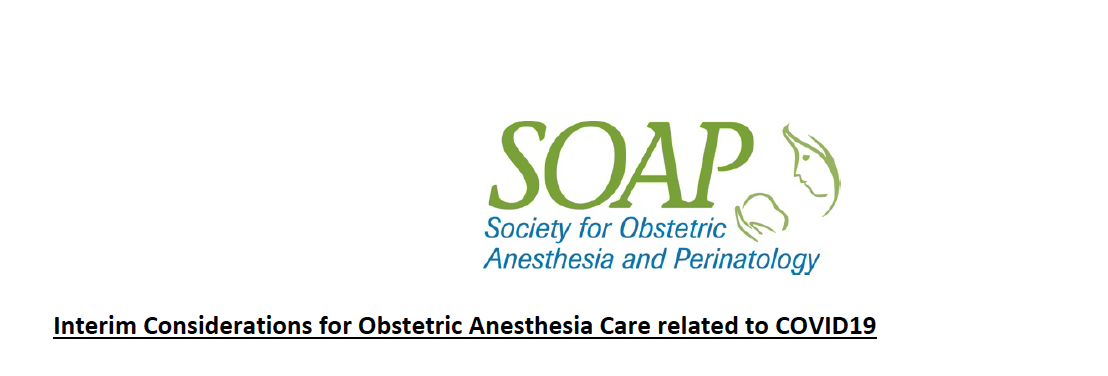 SOAP
Society for Obstetric
Anesthesia and Perinatology
Interim Considerations for Obstetric Anesthesia Care related to COVID19